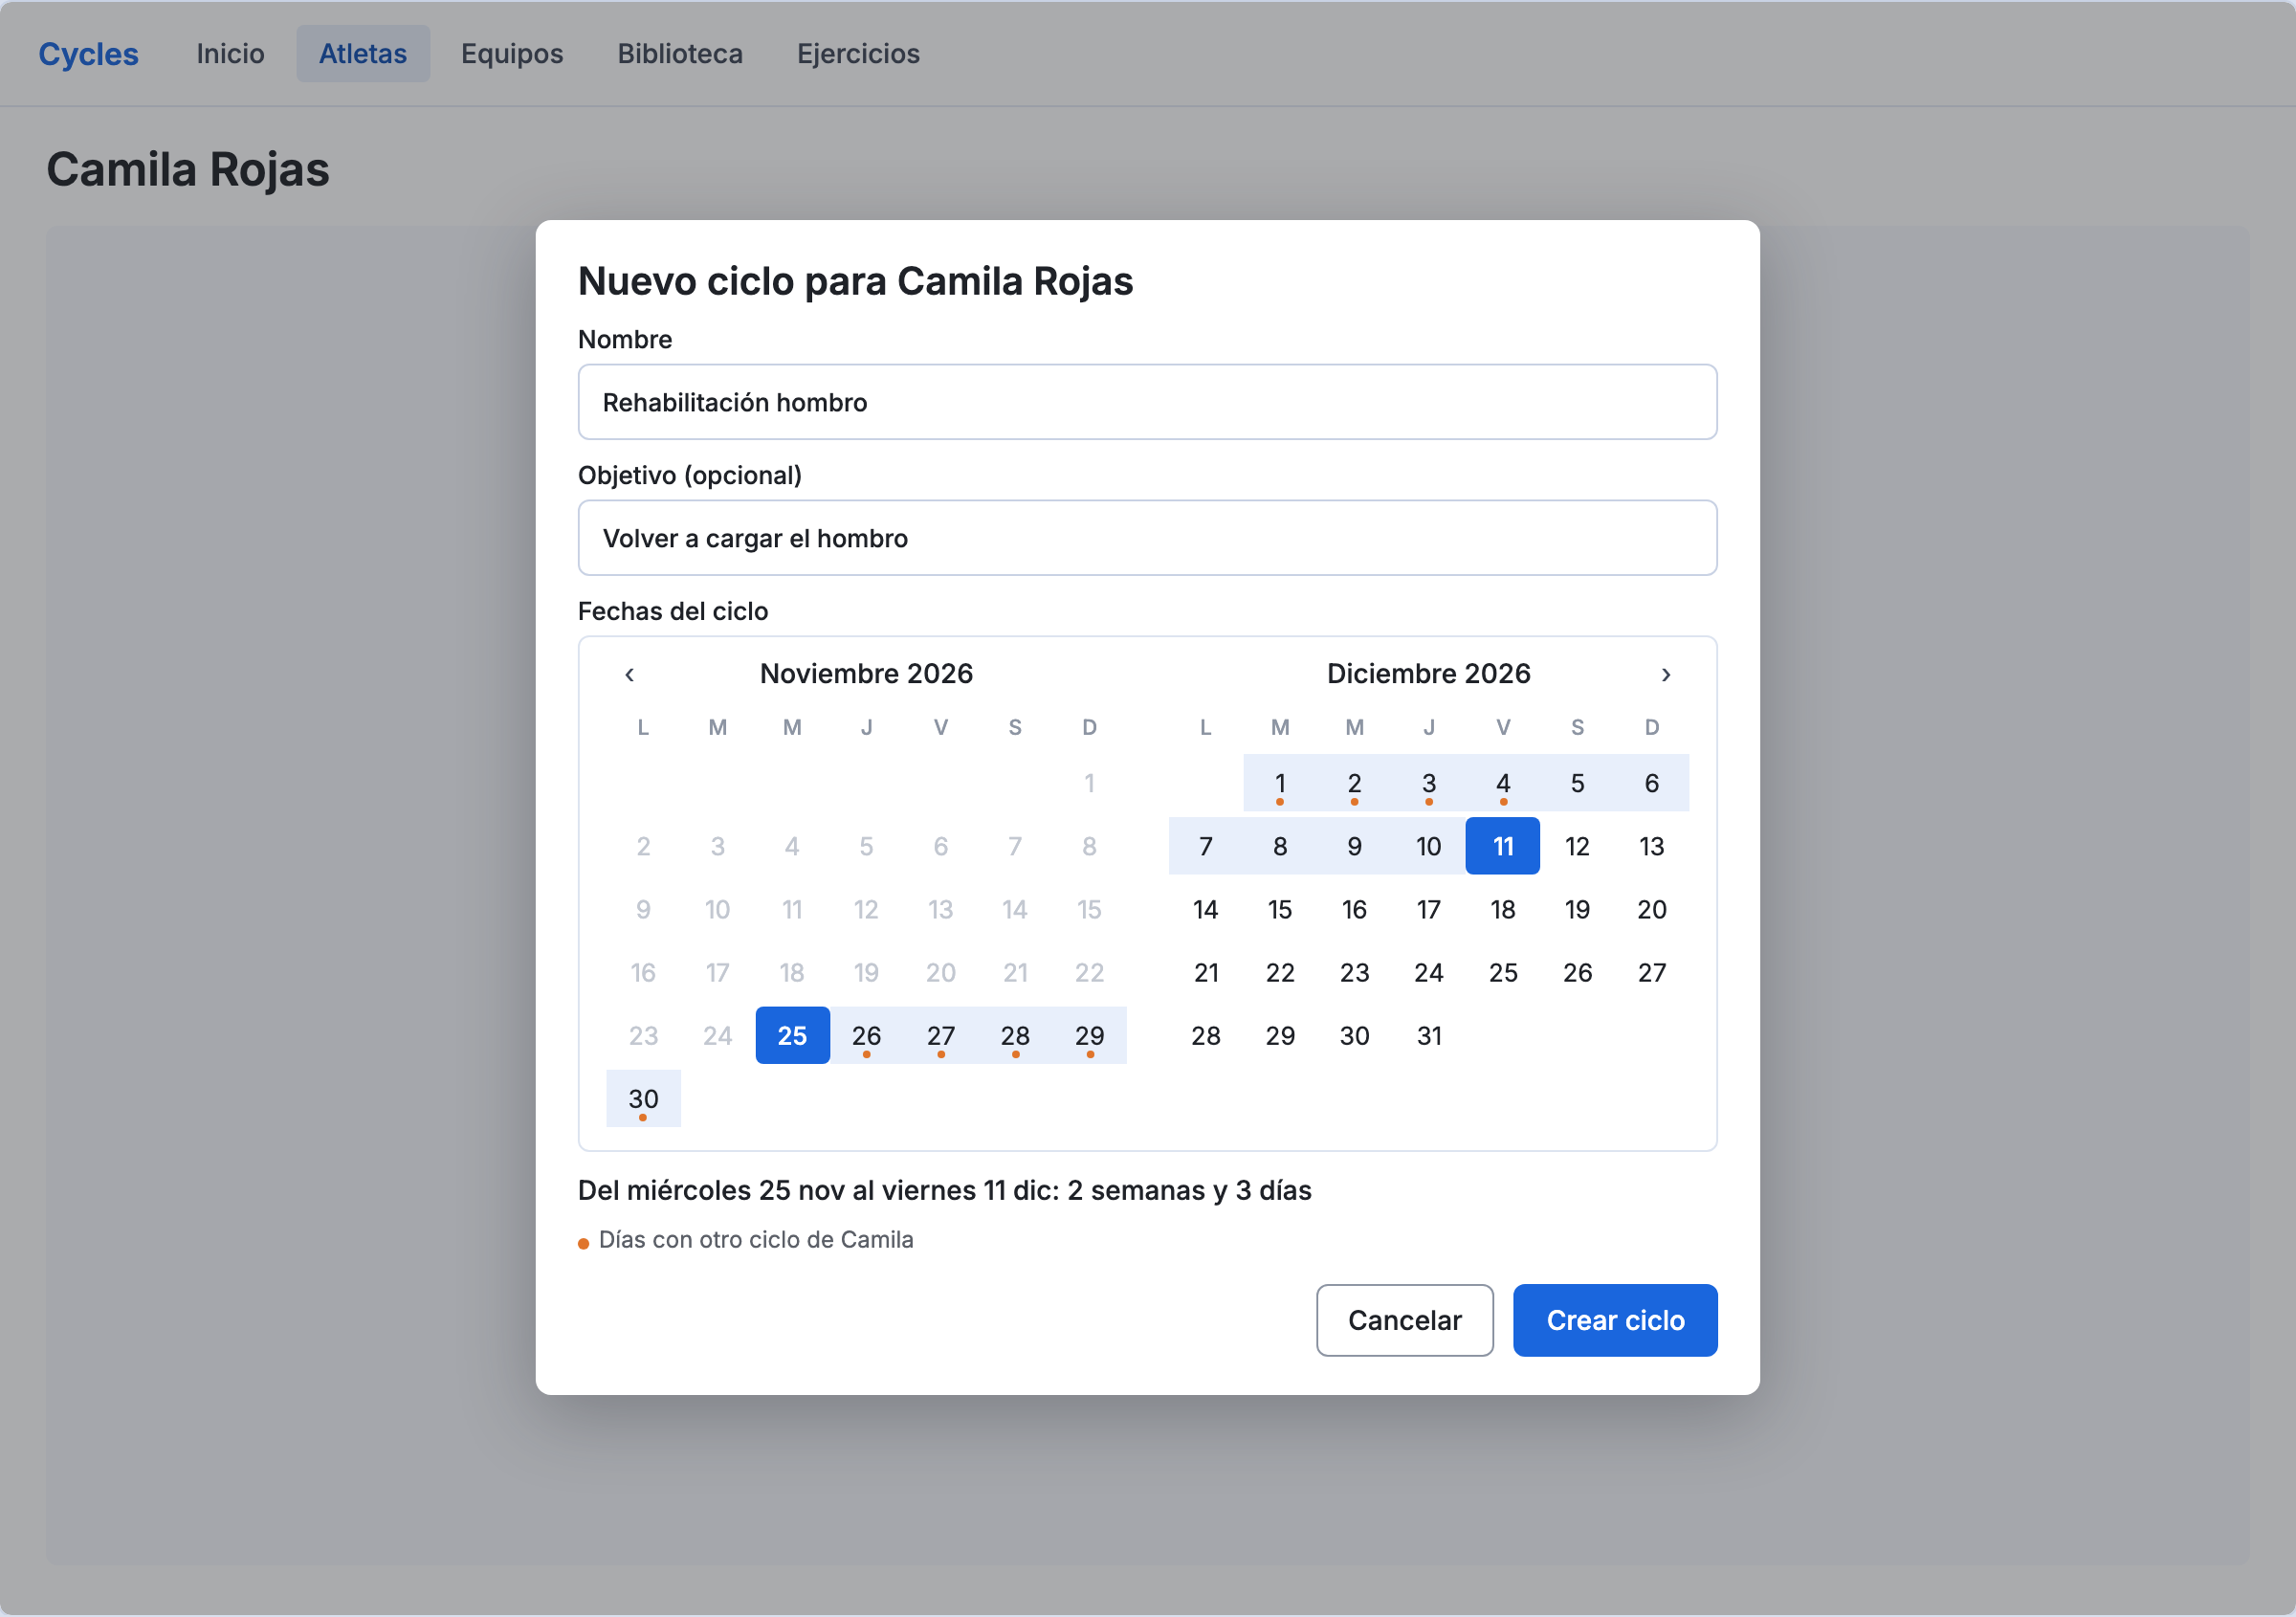 Cycles Inicio Atletas Equipos Biblioteca Ejercicios
Camila Rojas
Nuevo ciclo para Camila Rojas
Nombre
Rehabilitación hombro
Objetivo (opcional)
Volver a cargar el hombro
Fechas del ciclo
‹ Noviembre 2026
L M M J V S D
1
2 3 4 5 6 7 8
9 10 11 12 13 14 15
16 17 18 19 20 21 22
23 24 25 26 27 28 29
30
Diciembre 2026 ›
L M M J V S D
1 2 3 4 5 6
7 8 9 10 11 12 13
14 15 16 17 18 19 20
21 22 23 24 25 26 27
28 29 30 31
Del miércoles 25 nov al viernes 11 dic: 2 semanas y 3 días
Días con otro ciclo de Camila
Cancelar Crear ciclo